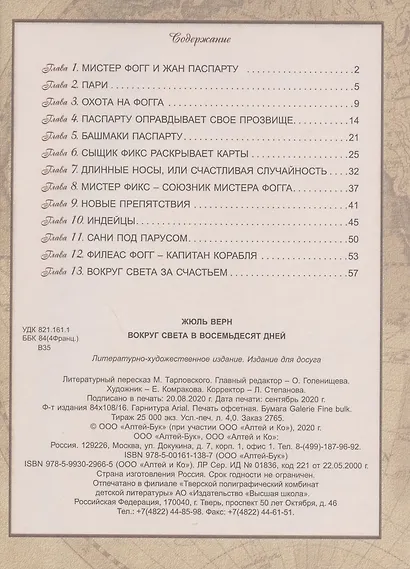 Содержание
Глава 1. МИСТЕР ФОГГ И ЖАН ПАСПАРТУ ..................2
Глава 2. ПАРИ ..................5
Глава 3. ОХОТА НА ФОГГА ..................9
Глава 4. ПАСПАРТУ ОПРАВДЫВАЕТ СВОЕ ПРОЗВИЩЕ..................14
Глава 5. БАШМАКИ ПАСПАРТУ ..................21
Глава 6. СЫЩИК ФИКС РАСКРЫВАЕТ КАРТЫ ..................25
Глава 7. ДЛИННЫЕ НОСЫ, ИЛИ СЧАСТЛИВАЯ СЛУЧАЙНОСТЬ ........32
Глава 8. МИСТЕР ФИКС – СОЮЗНИК МИСТЕРА ФОГГА..................37
Глава 9. НОВЫЕ ПРЕПЯТСТВИЯ ..................41
Глава 10. ИНДЕЙЦЫ..................45
Глава 11. САНИ ПОД ПАРУСОМ..................50
Глава 12. ФИЛЕАС ФОГГ – КАПИТАН КОРАБЛЯ ..................53
Глава 13. ВОКРУГ СВЕТА ЗА СЧАСТЬЕМ ..................57
УДК 821.161.1
ББК 84(4Франц.)
В35
ЖЮЛЬ ВЕРН
ВОКРУГ СВЕТА В ВОСЕМЬДЕСЯТ ДНЕЙ
Литературно-художественное издание. Издание для досуга
Литературный пересказ М. Тарловского. Главный редактор – О. Голенищева.
Художник – Е. Комракова. Корректор – Л. Степанова.
Подписано в печать: 20.08.2020 г. Дата печати: сентябрь 2020 г.
Ф-т издания 84х108/16. Гарнитура Arial. Печать офсетная. Бумага Galerie Fine bulk.
Тираж 25 000 экз. Усл.-печ. л. 4,0. Заказ 2765.
© ООО «Алтей-Бук» (при участии ООО «Алтей и Ко»), 2020 г.
© ООО «Алтей-Бук», ООО «Алтей и Ко»:
Россия. 129226, Москва, ул. Докукина, д. 7, корп. 1, офис 1. Тел. 8-(499)-187-96-92.
ISBN 978-5-00161-138-7 (ООО «Алтей-Бук»)
ISBN 978-5-9930-2966-5 (ООО «Алтей и Ко»). ЛР Сер. ИД № 01836, код 221 от 22.05.2000 г.
Страна изготовления Россия. Срок годности не ограничен.
Отпечатано в филиале «Тверской полиграфический комбинат
детской литературы» АО «Издательство «Высшая школа».
Российская Федерация, 170040, г. Тверь, проспект 50 лет Октября, д. 46
Тел.: +7(4822) 44-85-98. Факс: +7(4822) 44-61-51.